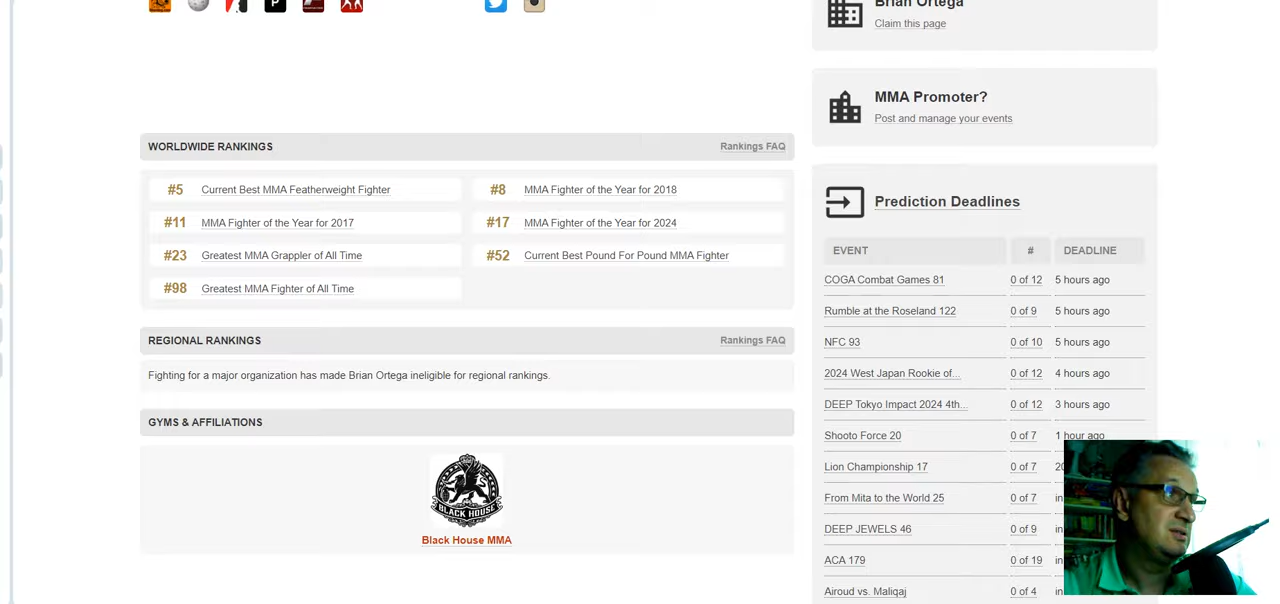 Brian Ortega
Claim this page
MMA Promoter?
Post and manage your events
WORLDWIDE RANKINGS
Rankings FAQ
#5 Current Best MMA Featherweight Fighter
#8 MMA Fighter of the Year for 2018
#11 MMA Fighter of the Year for 2017
#17 MMA Fighter of the Year for 2024
#23 Greatest MMA Grappler of All Time
#52 Current Best Pound For Pound MMA Fighter
#98 Greatest MMA Fighter of All Time
REGIONAL RANKINGS
Rankings FAQ
Fighting for a major organization has made Brian Ortega ineligible for regional rankings.
GYMS & AFFILIATIONS
BLACK HOUSE
Black House MMA
Prediction Deadlines
EVENT # DEADLINE
COGA Combat Games 81 0 of 12 5 hours ago
Rumble at the Roseland 122 0 of 9 5 hours ago
NFC 93 0 of 10 5 hours ago
2024 West Japan Rookie of... 0 of 12 4 hours ago
DEEP Tokyo Impact 2024 4th... 0 of 12 3 hours ago
Shooto Force 20 0 of 7 1 hour ago
Lion Championship 17 0 of 7
From Mita to the World 25 0 of 7 in
DEEP JEWELS 46 0 of 9 in
ACA 179 0 of 19 in
Airoud vs. Maliqaj 0 of 4 in